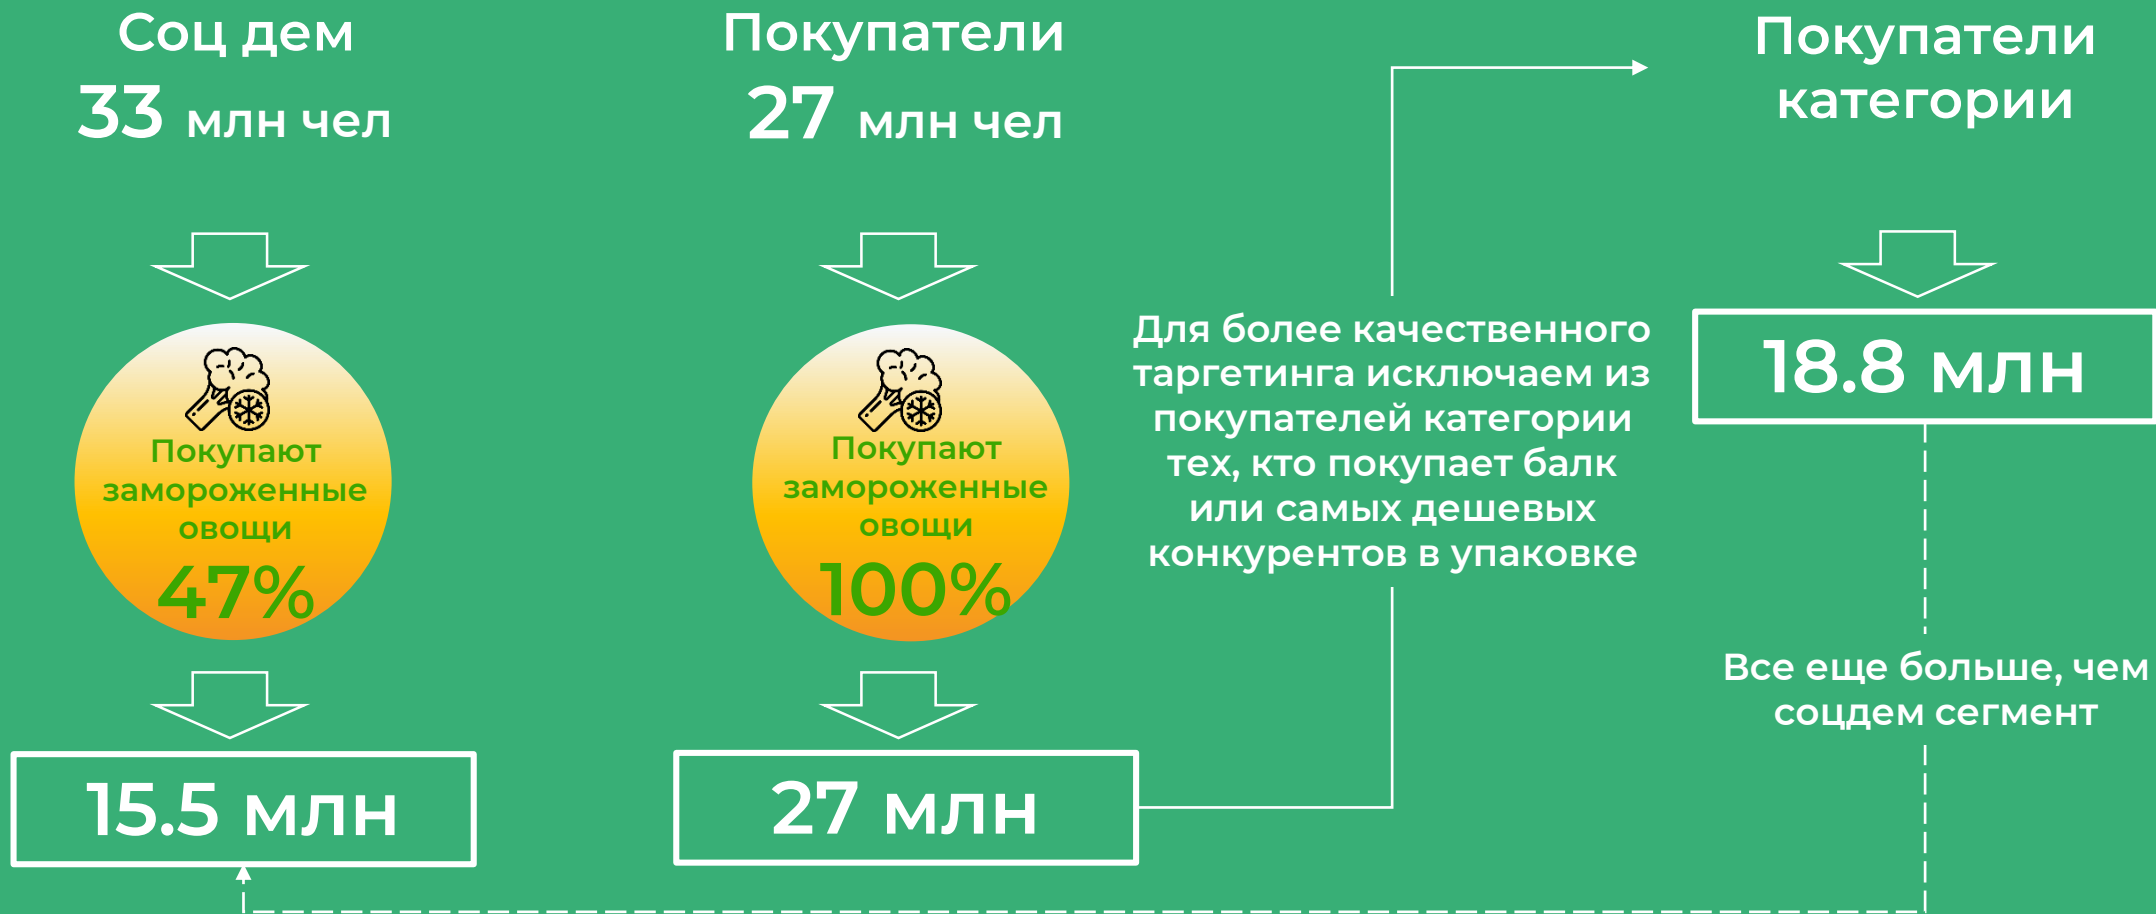 Соц дем
33 млн чел
Покупают
замороженные
овощи
47%
15.5 млн
Покупатели
27 млн чел
Покупают
замороженные
овощи
100%
27 млн
Для более качественного
таргетинга исключаем из
покупателей категории
тех, кто покупает балк
или самых дешевых
конкурентов в упаковке
Покупатели
категории
18.8 млн
Все еще больше, чем
соцдем сегмент